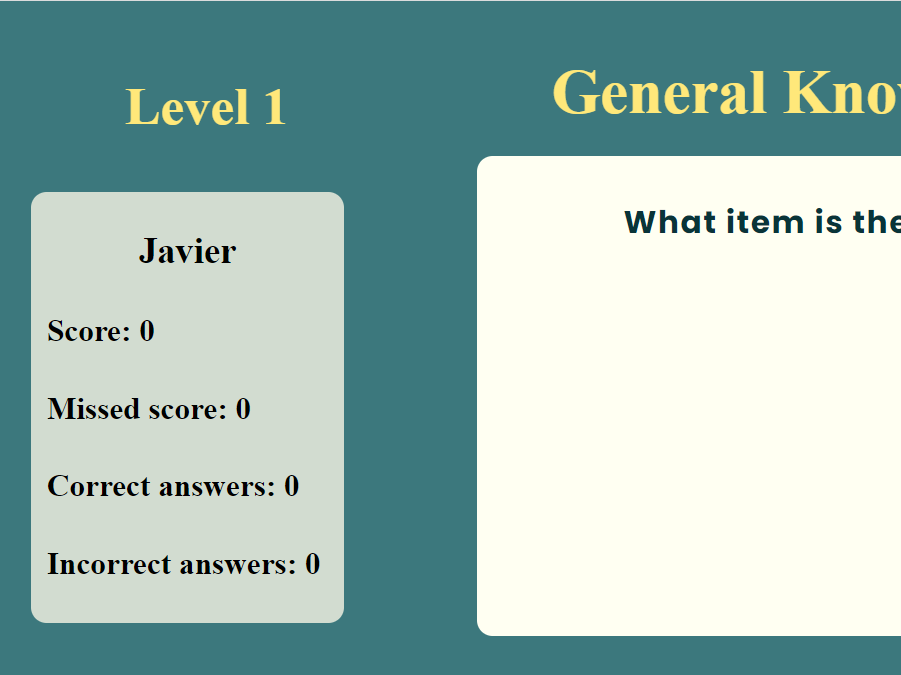 Level 1
Javier
Score: 0
Missed score: 0
Correct answers: 0
Incorrect answers: 0
General
What item is the